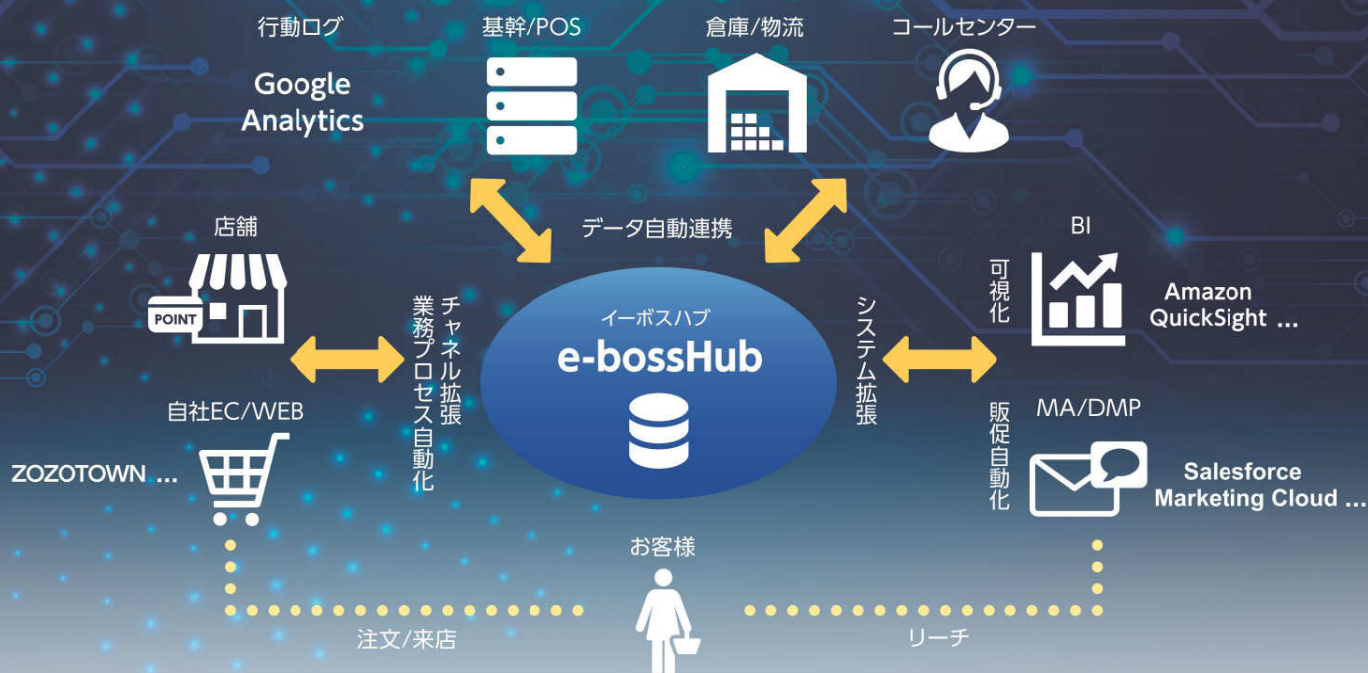 行動ログ
基幹/POS
倉庫/物流
コールセンター
Google
Analytics
データ自動連携
店舗
POINT
自社EC/WEB
ZOZOTOWN ...
チャネル拡張
業務プロセス自動化
イーボスハブ
e-bossHub
システム拡張
BI
可視化
Amazon
QuickSight ...
MA/DMP
販促自動化
Salesforce
Marketing Cloud ...
お客様
注文/来店
リーチ